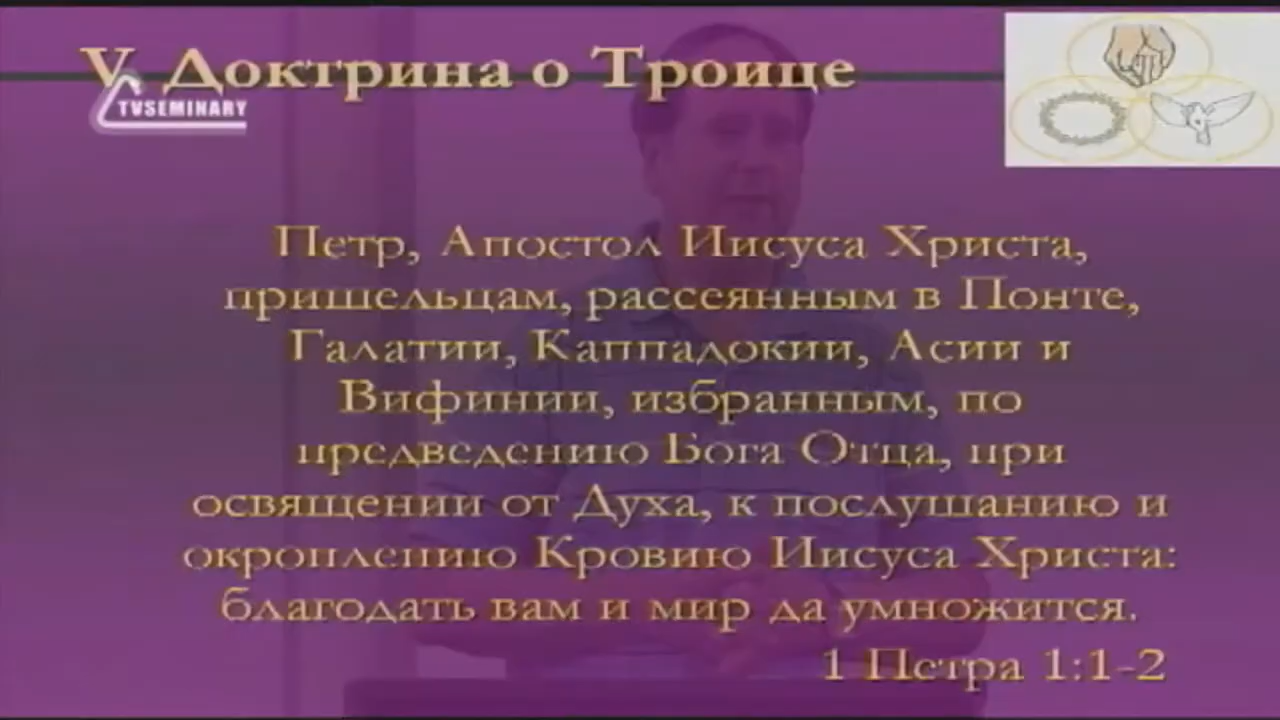 V. Доктрина о Троице
TVSEMINARY
Петр, Апостол Иисуса Христа,
пришельцам, рассеянным в Понте,
Галатии, Каппадокии, Асии и
Вифинии, избранным, по
предведению Бога Отца, при
освящении от Духа, к послушанию и
окроплению Кровию Иисуса Христа:
благодать вам и мир да умножится.
1 Петра 1:1-2